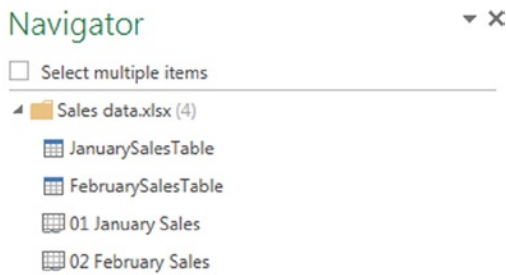 Navigator
Select multiple items
Sales data.xlsx (4)
JanuarySalesTable
FebruarySalesTable
01 January Sales
02 February Sales